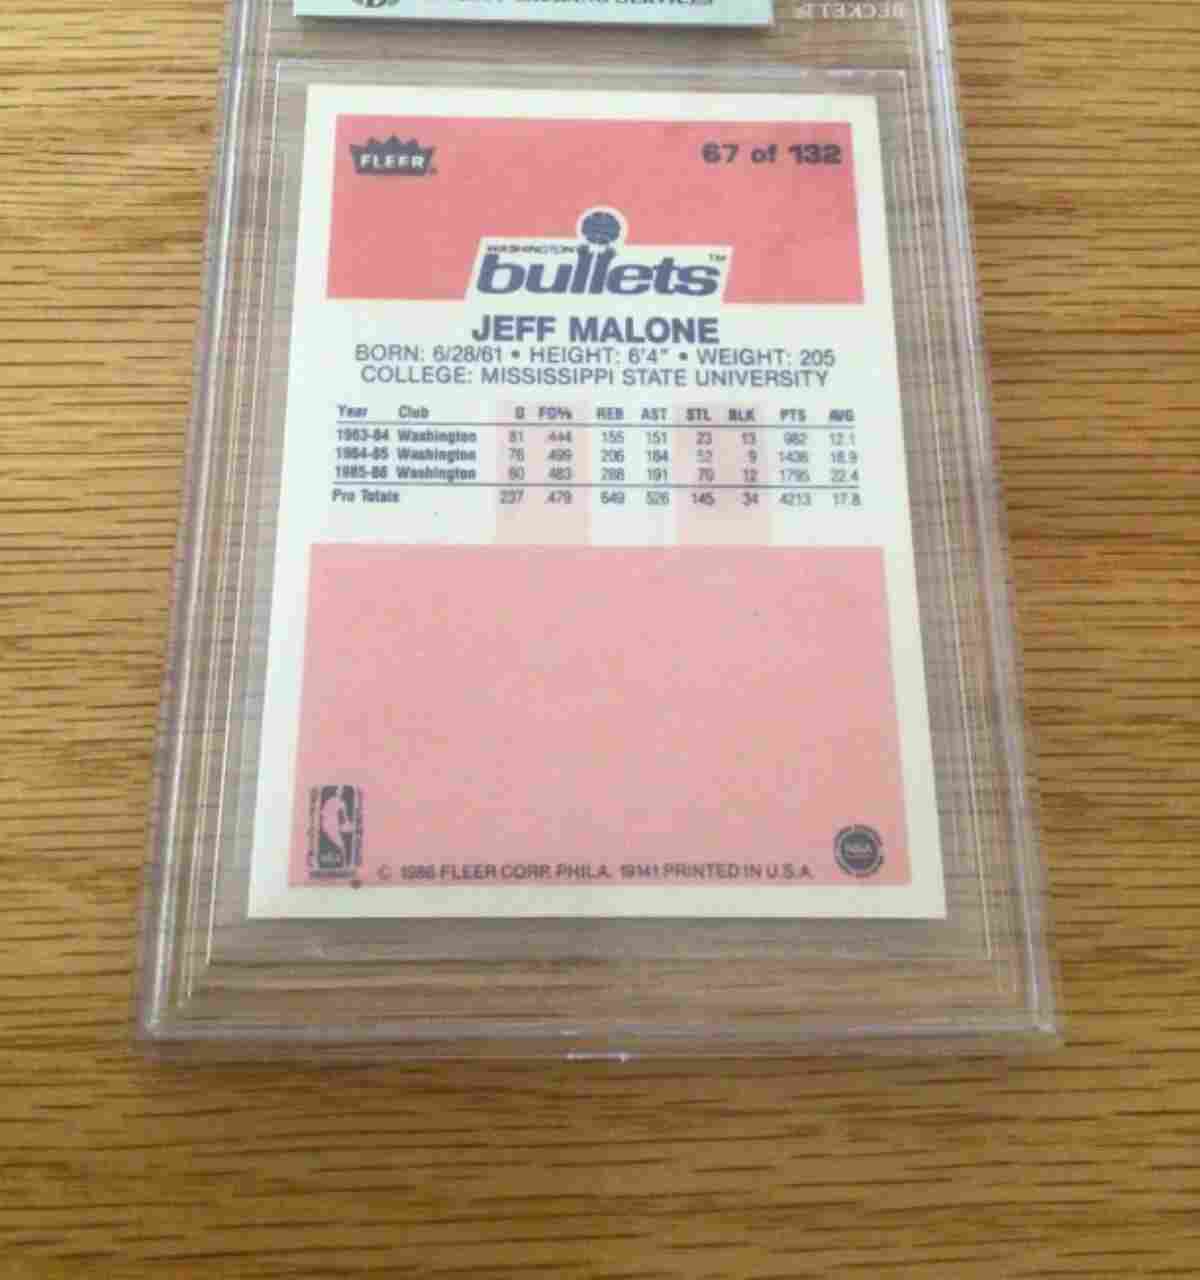 GRADING SERVICES
BECKETT
FLEER
67 of 132
WASHINGTON
bullets™
JEFF MALONE
BORN: 6/28/61 • HEIGHT: 6'4" • WEIGHT: 205
COLLEGE: MISSISSIPPI STATE UNIVERSITY
Year Club G FG% REB AST STL BLK PTS AVG
1983-84 Washington 81 .444 155 151 23 13 982 12.1
1984-85 Washington 76 .499 206 184 52 9 1436 18.9
1985-86 Washington 80 .483 288 191 70 12 1795 22.4
Pro Totals 237 .479 649 526 145 34 4213 17.8
NBA
© 1986 FLEER CORP. PHILA. 19141 PRINTED IN U.S.A.